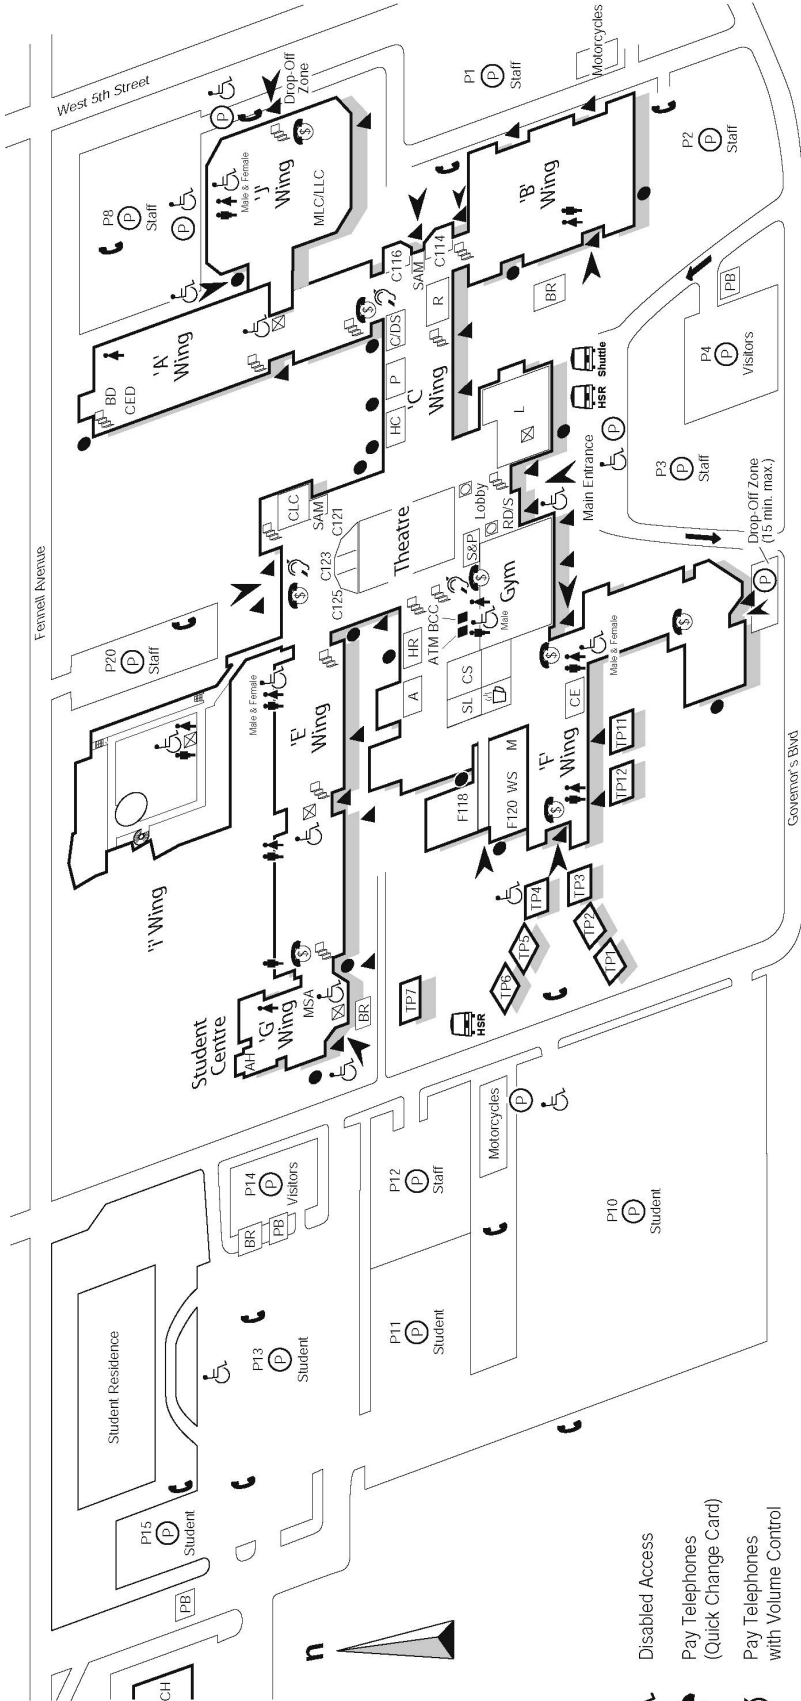 Fennell Avenue
West 5th Street
Governor's Blvd
CH
PB
P15
P
Student
Student Residence
P13
P
Student
BR
PB
P14
P
Visitors
P11
P
Student
P12
P
Staff
Motorcycles
P
P10
P
Student
Student
Centre
AH
'G'
Wing
MSA
BR
'I' Wing
'E'
Wing
Male & Female
P20
P
Staff
TP7
HSR
TP6
TP5
TP4
TP1
TP2
TP3
TP12
TP11
F118
F120 WS M
'F'
Wing
CE
Male & Female
A
HR
SL
CS
ATM BCC
Male
Gym
S&P
RD/S
Lobby
Theatre
C125
C123
C121
SAM
CLC
HC
P
C/DS
'C'
Wing
R
L
BD
CED
'A'
Wing
P8
P
Staff
P
P
Drop-Off
Zone
Male & Female
'J'
Wing
MLC/LLC
C116
SAM
C114
'B'
Wing
BR
HSR
Shuttle
Main Entrance
P
P1
P
Staff
Motorcycles
P2
P
Staff
PB
P4
P
Visitors
P3
P
Staff
Drop-Off Zone
(15 min. max.)
P
n
Disabled Access
Pay Telephones
(Quick Change Card)
Pay Telephones
with Volume Control